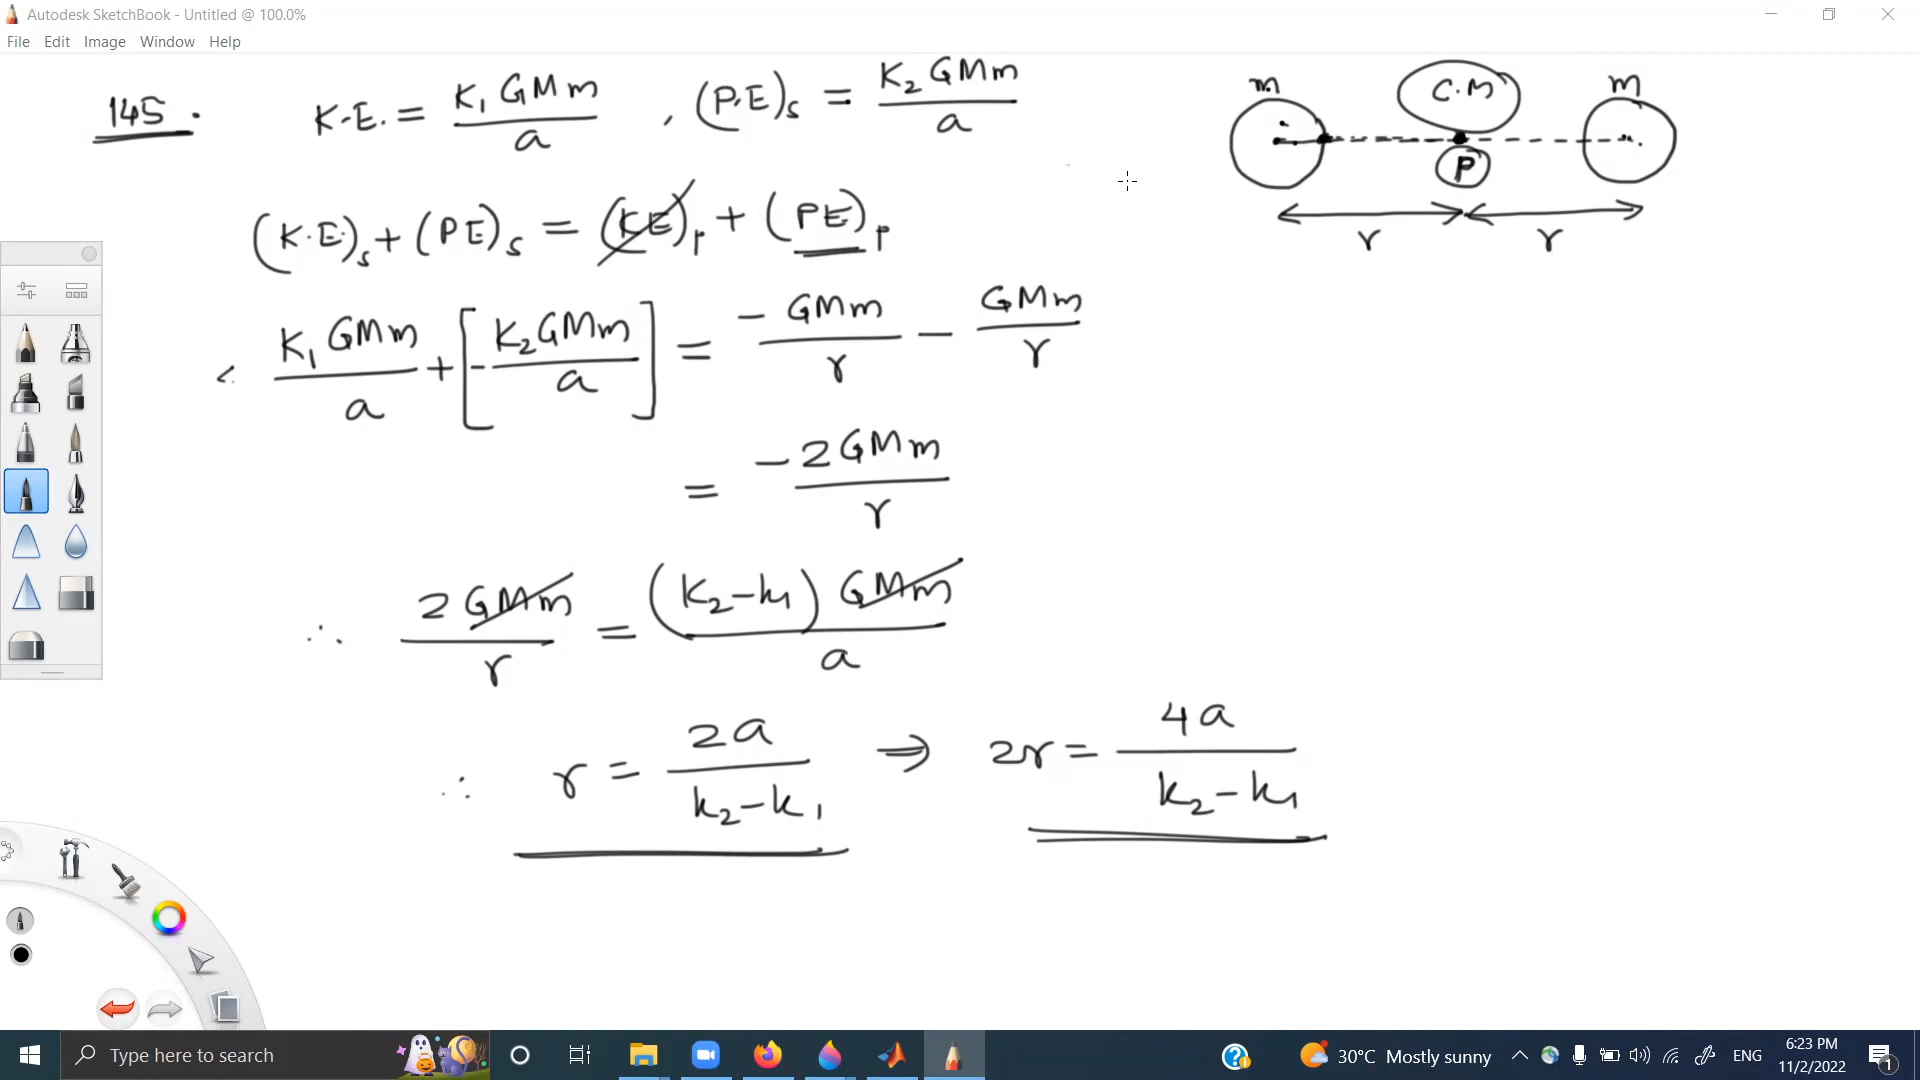 Autodesk SketchBook - Untitled @ 100.0%
File Edit Image Window Help
145. K.E. = K₁GMm/a , (P.E)ₛ = K₂GMm/a
m C.M m
P
r r
(K.E)ₛ + (PE)ₛ = (KE)ₚ + (PE)ₚ
K₁GMm/a + [-K₂GMm/a] = -GMm/r - GMm/r
= -2GMm/r
∴ 2GMm/r = (K₂-k₁)GMm/a
∴ r = 2a/k₂-k₁ ⇒ 2r = 4a/k₂-k₁
Type here to search
30°C Mostly sunny
ENG
6:23 PM
11/2/2022
1